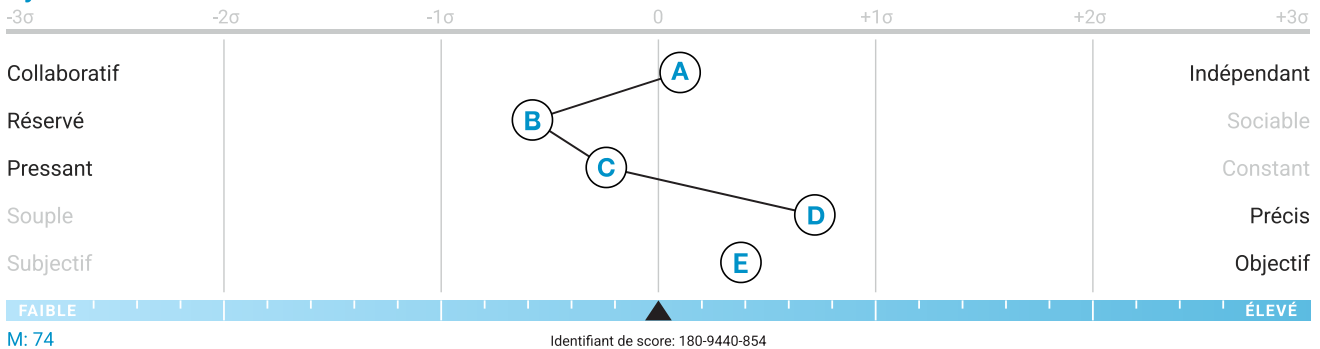 -3σ -2σ -1σ 0 +1σ +2σ +3σ
Collaboratif A Indépendant
Réservé B Sociable
Pressant C Constant
Souple D Précis
Subjectif E Objectif
FAIBLE ÉLEVÉ
M: 74 Identifiant de score: 180-9440-854